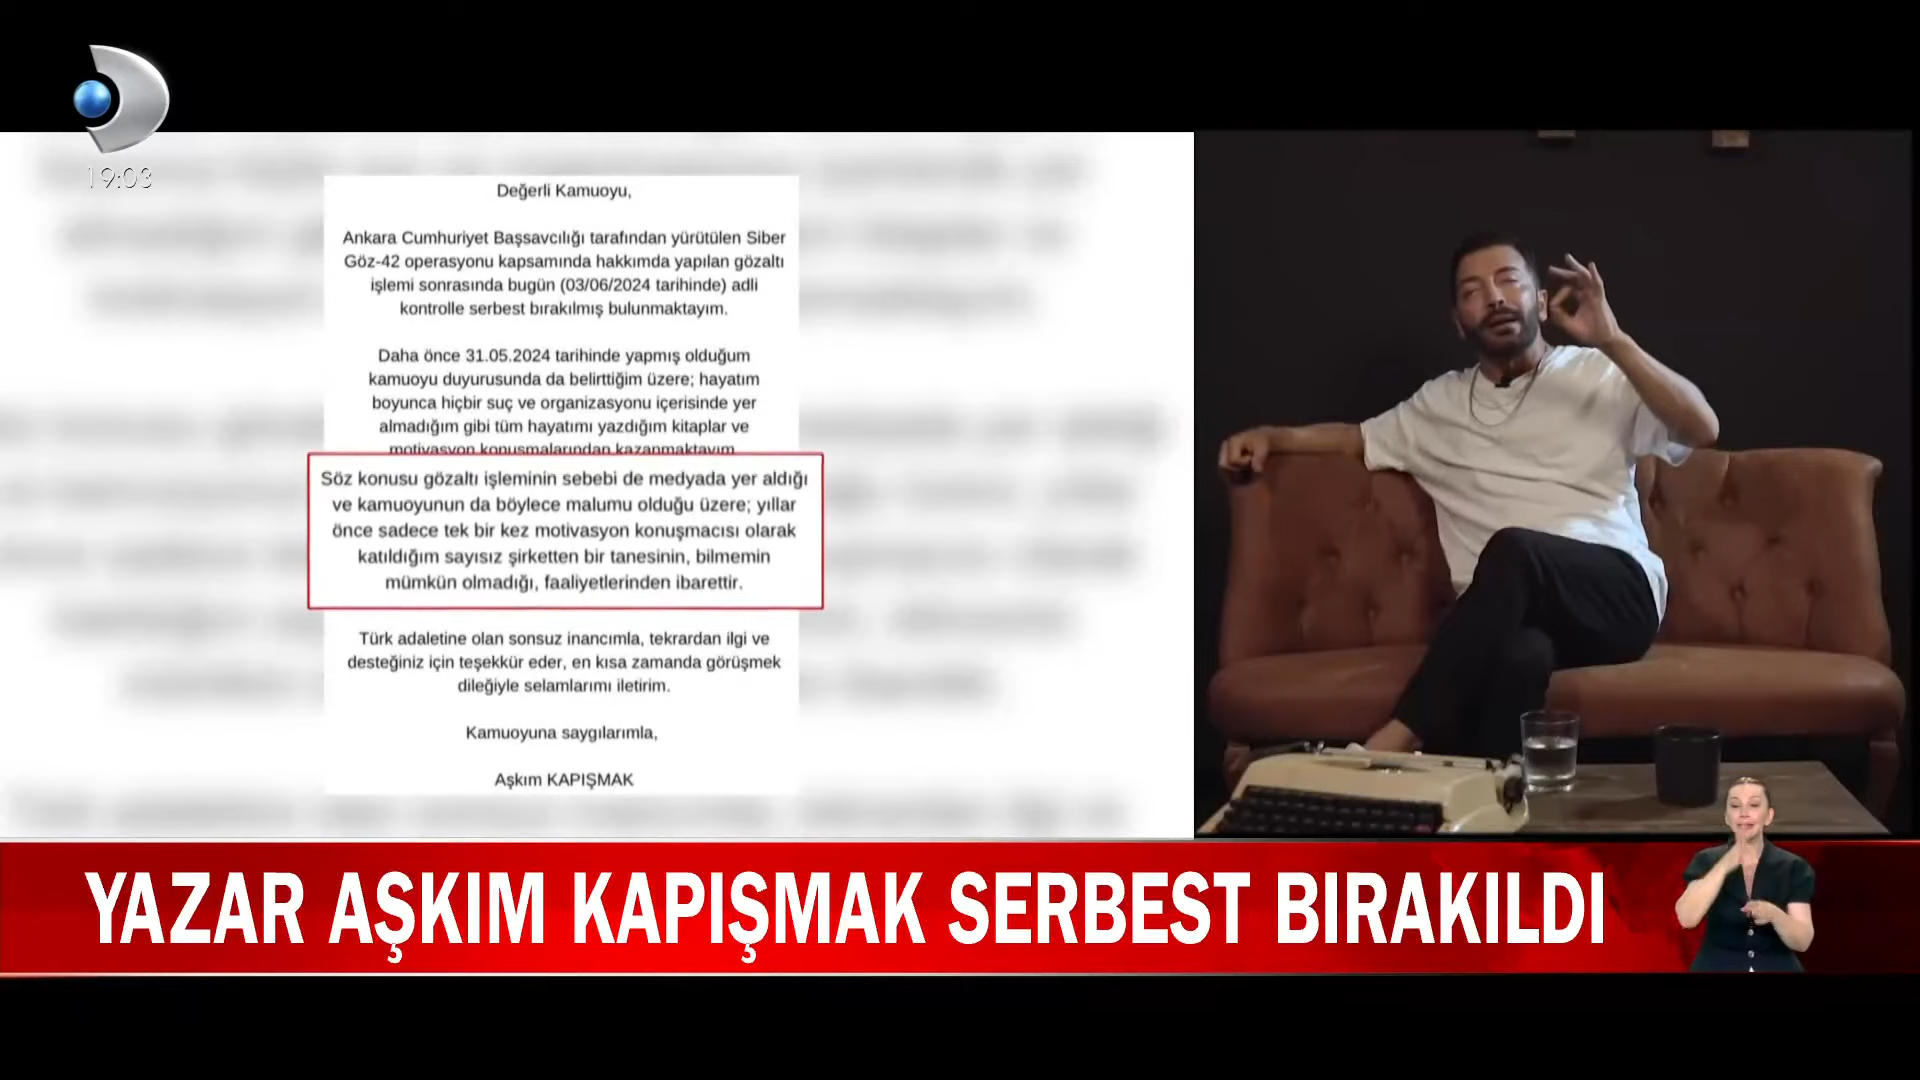 19:03
Değerli Kamuoyu,
Ankara Cumhuriyet Başsavcılığı tarafından yürütülen Siber
Göz-42 operasyonu kapsamında hakkımda yapılan gözaltı
işlemi sonrasında bugün (03/06/2024 tarihinde) adli
kontrolle serbest bırakılmış bulunmaktayım.
Daha önce 31.05.2024 tarihinde yapmış olduğum
kamuoyu duyurusunda da belirttiğim üzere; hayatım
boyunca hiçbir suç ve organizasyonu içerisinde yer
almadığım gibi tüm hayatımı yazdığım kitaplar ve
motivasyon konuşmalarından kazanmaktayım
Söz konusu gözaltı işleminin sebebi de medyada yer aldığı
ve kamuoyunun da böylece malumu olduğu üzere; yıllar
önce sadece tek bir kez motivasyon konuşmacısı olarak
katıldığım sayısız şirketten bir tanesinin, bilmemin
mümkün olmadığı, faaliyetlerinden ibarettir.
Türk adaletine olan sonsuz inancımla, tekrardan ilgi ve
desteğiniz için teşekkür eder, en kısa zamanda görüşmek
dileğiyle selamlarımı iletirim.
Kamuoyuna saygılarımla,
Aşkım KAPIŞMAK
YAZAR AŞKIM KAPIŞMAK SERBEST BIRAKILDI